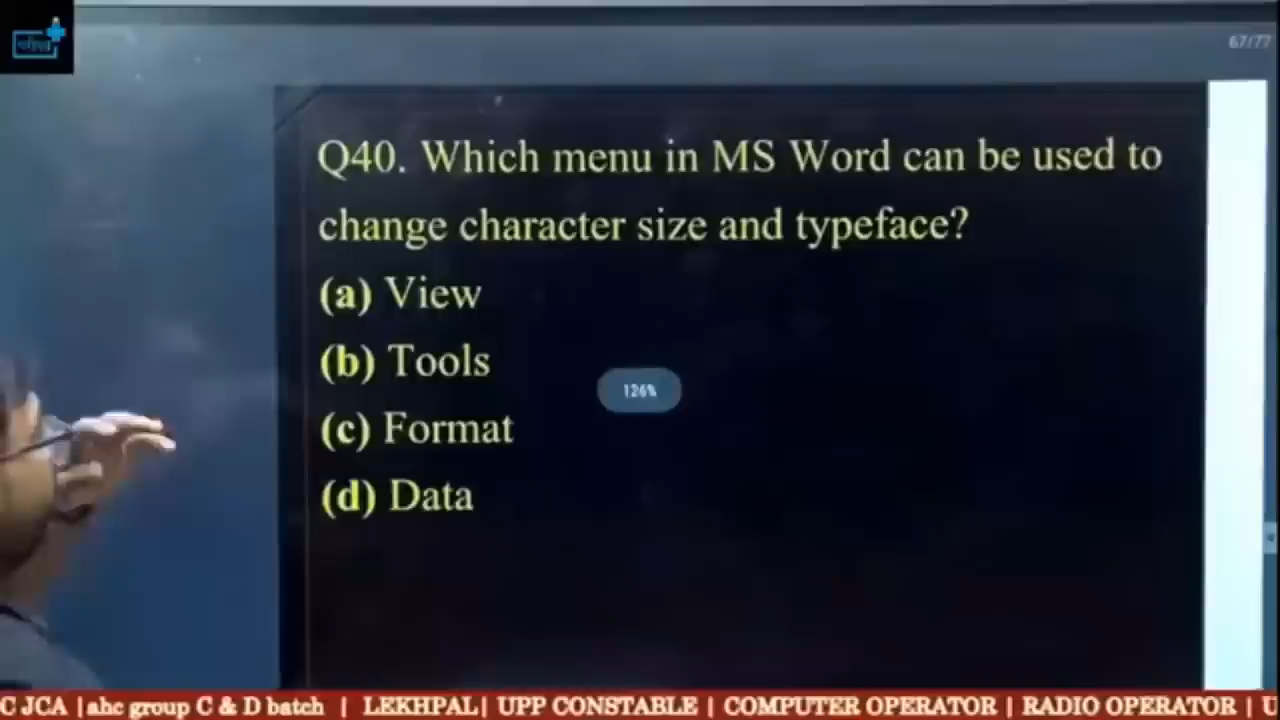 67/77
Q40. Which menu in MS Word can be used to
change character size and typeface?
(a) View
(b) Tools
126%
(c) Format
(d) Data
C JCA |ahc group C & D batch | LEKHPAL| UPP CONSTABLE | COMPUTER OPERATOR | RADIO OPERATOR | U